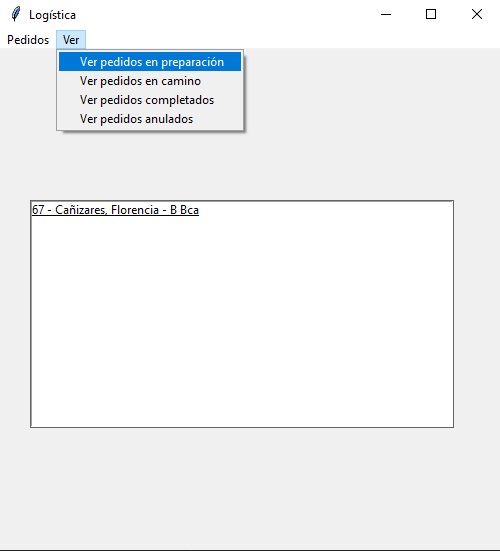 Logística
Pedidos Ver
Ver pedidos en preparación
Ver pedidos en camino
Ver pedidos completados
Ver pedidos anulados
67 - Cañizares, Florencia - B Bca